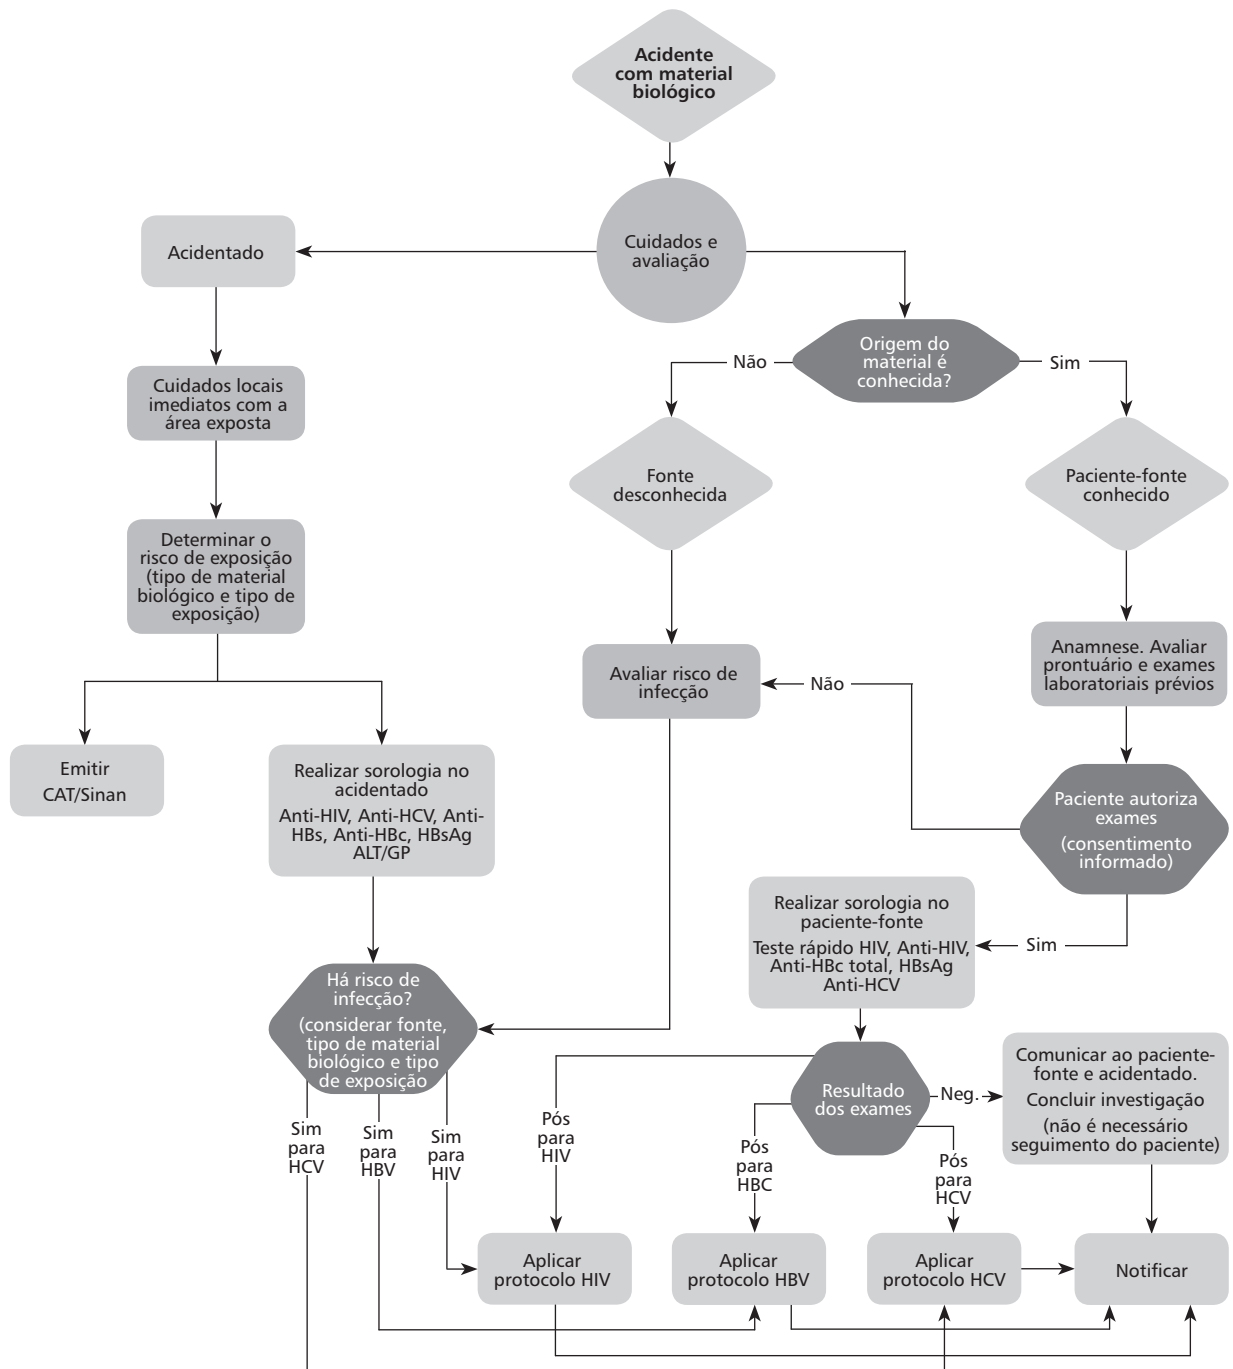 Acidente
com material
biológico
Cuidados e
avaliação
Acidentado
Origem do
material é
conhecida?
Não
Sim
Cuidados locais
imediatos com a
área exposta
Fonte
desconhecida
Paciente-fonte
conhecido
Determinar o
risco de exposição
(tipo de material
biológico e tipo de
exposição)
Avaliar risco de
infecção
Não
Anamnese. Avaliar
prontuário e exames
laboratoriais prévios
Emitir
CAT/Sinan
Realizar sorologia no
acidentado
Anti-HIV, Anti-HCV, Anti-
HBs, Anti-HBc, HBsAg
ALT/GP
Paciente autoriza
exames
(consentimento
informado)
Realizar sorologia no
paciente-fonte
Teste rápido HIV, Anti-HIV,
Anti-HBc total, HBsAg
Anti-HCV
Sim
Há risco de
infecção?
(considerar fonte,
tipo de material
biológico e tipo
de exposição
Resultado
dos exames
Neg.
Comunicar ao paciente-
fonte e acidentado.
Concluir investigação
(não é necessário
seguimento do paciente)
Sim
para
HCV
Sim
para
HBV
Sim
para
HIV
Pós
para
HIV
Pós
para
HBC
Pós
para
HCV
Aplicar
protocolo HIV
Aplicar
protocolo HBV
Aplicar
protocolo HCV
Notificar